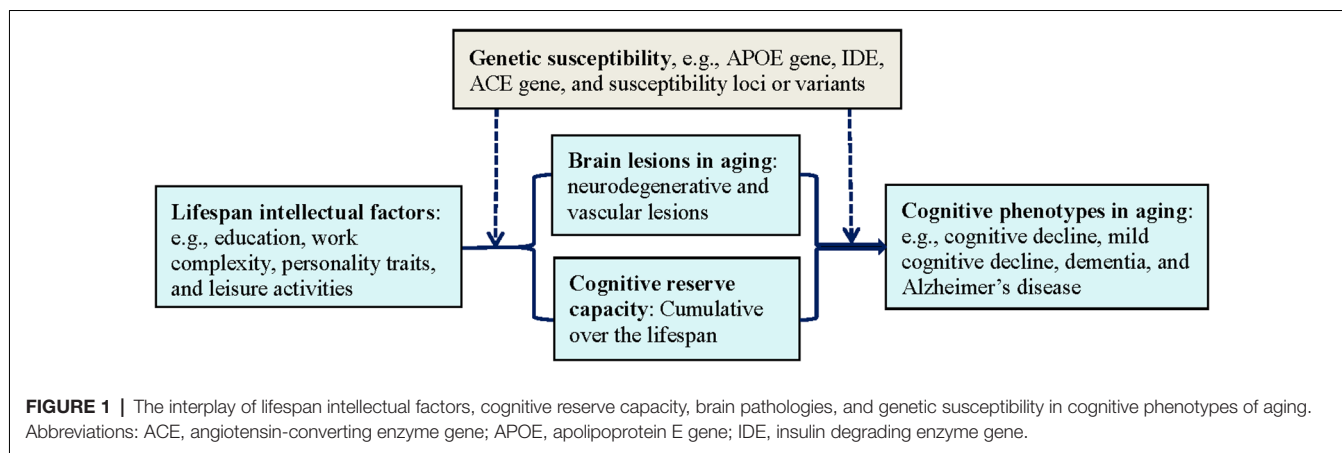 Genetic susceptibility, e.g., APOE gene, IDE,
ACE gene, and susceptibility loci or variants
Brain lesions in aging:
neurodegenerative and
vascular lesions
Lifespan intellectual factors:
e.g., education, work
complexity, personality traits,
and leisure activities
Cognitive reserve
capacity: Cumulative
over the lifespan
Cognitive phenotypes in aging:
e.g., cognitive decline, mild
cognitive decline, dementia, and
Alzheimer's disease
FIGURE 1 | The interplay of lifespan intellectual factors, cognitive reserve capacity, brain pathologies, and genetic susceptibility in cognitive phenotypes of aging.
Abbreviations: ACE, angiotensin-converting enzyme gene; APOE, apolipoprotein E gene; IDE, insulin degrading enzyme gene.